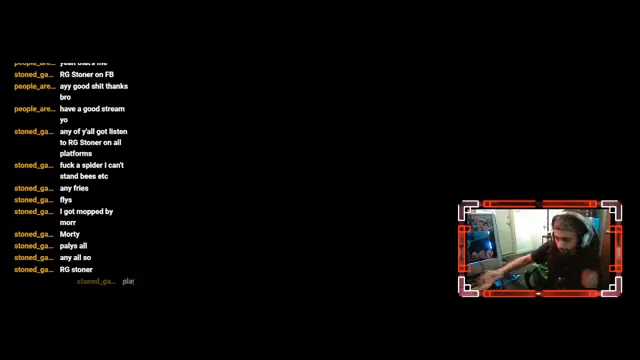 people_are... yeah that's me
stoned_ga... RG Stoner on FB
people_are... ayy good shit thanks
bro
people_are... have a good stream
yo
stoned_ga... any of y'all got listen
to RG Stoner on all
platforms
stoned_ga... fuck a spider I can't
stand bees etc
stoned_ga... any fries
stoned_ga... flys
stoned_ga... I got mopped by
morr
stoned_ga... Morty
stoned_ga... palys all
stoned_ga... any all so
stoned_ga... RG stoner
stoned_ga... play